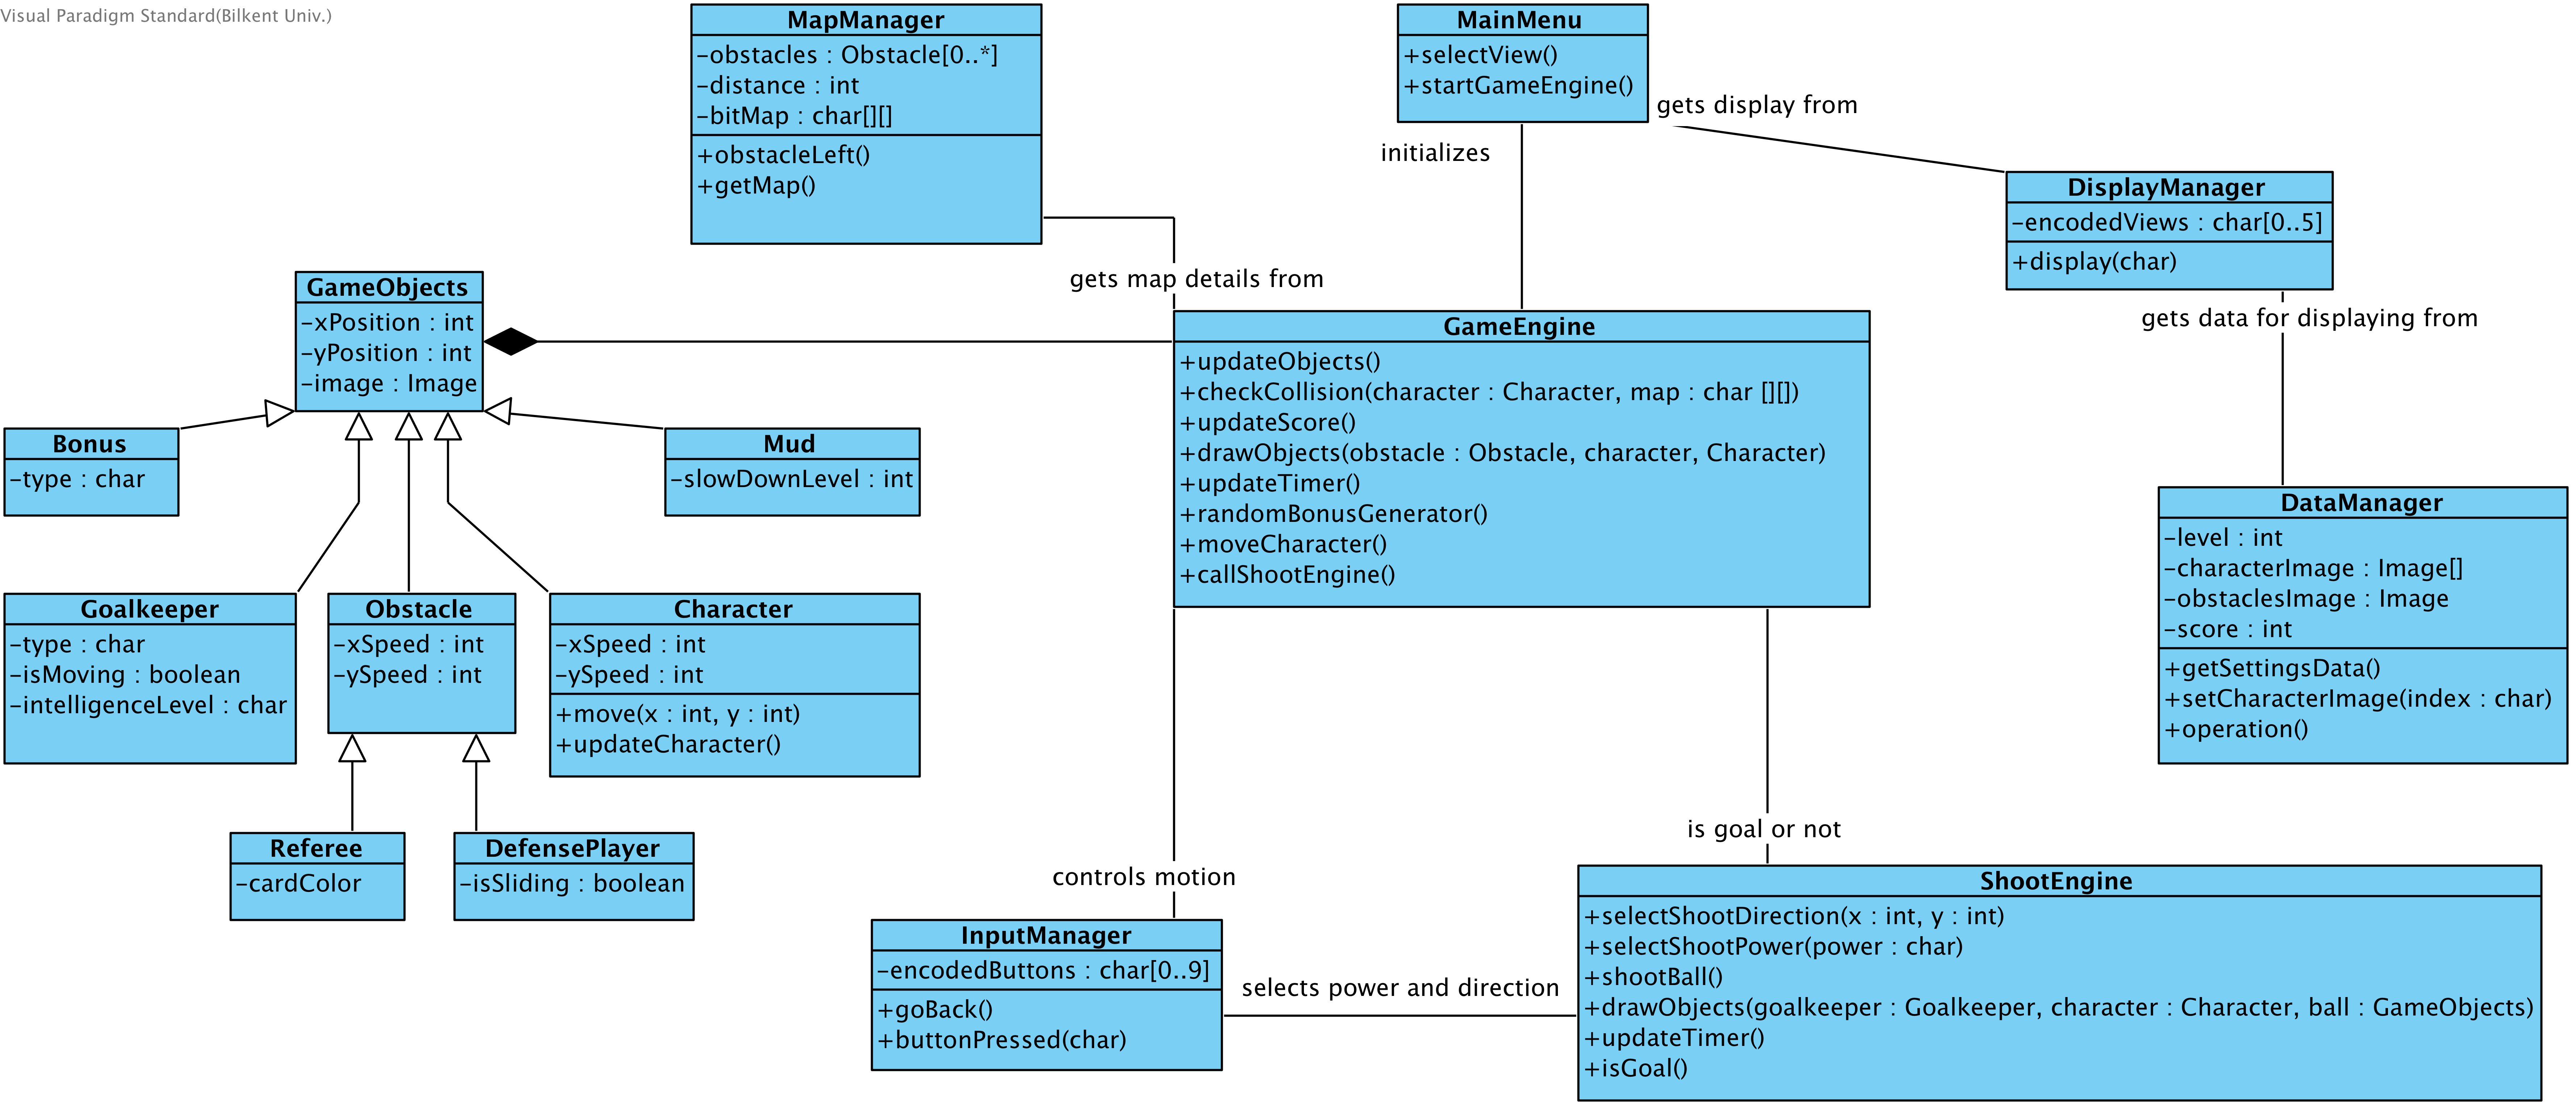 Visual Paradigm Standard(Bilkent Univ.)
MapManager
-obstacles : Obstacle[0..*]
-distance : int
-bitMap : char[][]
+obstacleLeft()
+getMap()
MainMenu
+selectView()
+startGameEngine()
gets display from
initializes
DisplayManager
-encodedViews : char[0..5]
+display(char)
gets map details from
gets data for displaying from
GameObjects
-xPosition : int
-yPosition : int
-image : Image
GameEngine
+updateObjects()
+checkCollision(character : Character, map : char [][])
+updateScore()
+drawObjects(obstacle : Obstacle, character, Character)
+updateTimer()
+randomBonusGenerator()
+moveCharacter()
+callShootEngine()
Bonus
-type : char
Mud
-slowDownLevel : int
DataManager
-level : int
-characterImage : Image[]
-obstaclesImage : Image
-score : int
+getSettingsData()
+setCharacterImage(index : char)
+operation()
Goalkeeper
-type : char
-isMoving : boolean
-intelligenceLevel : char
Obstacle
-xSpeed : int
-ySpeed : int
Character
-xSpeed : int
-ySpeed : int
+move(x : int, y : int)
+updateCharacter()
Referee
-cardColor
DefensePlayer
-isSliding : boolean
controls motion
is goal or not
InputManager
-encodedButtons : char[0..9]
+goBack()
+buttonPressed(char)
selects power and direction
ShootEngine
+selectShootDirection(x : int, y : int)
+selectShootPower(power : char)
+shootBall()
+drawObjects(goalkeeper : Goalkeeper, character : Character, ball : GameObjects)
+updateTimer()
+isGoal()